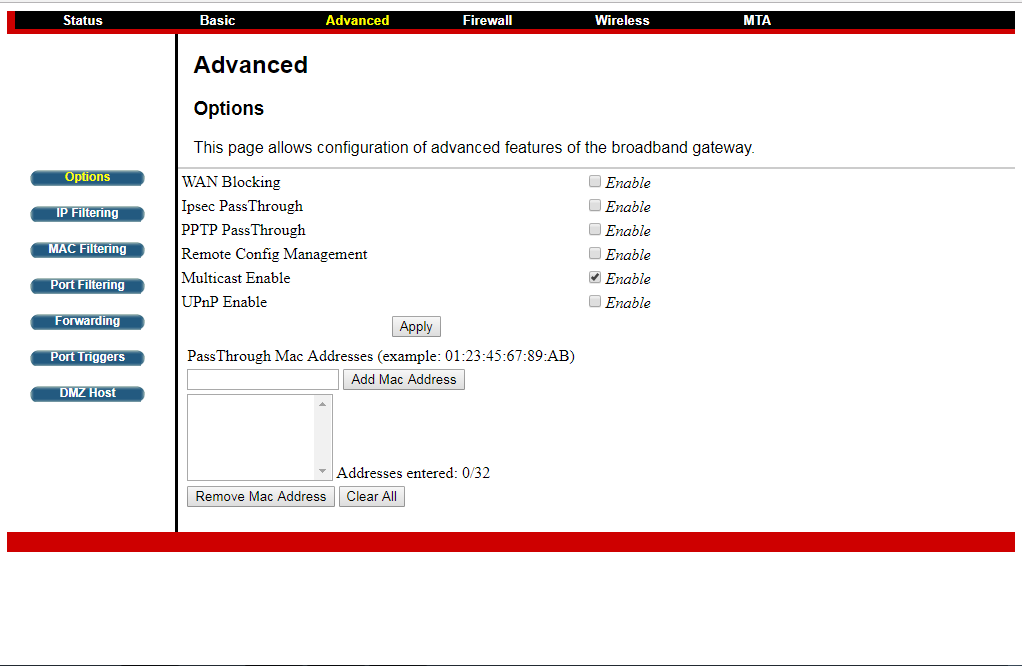 Status Basic Advanced Firewall Wireless MTA
Advanced
Options
This page allows configuration of advanced features of the broadband gateway.
Options
IP Filtering
MAC Filtering
Port Filtering
Forwarding
Port Triggers
DMZ Host
WAN Blocking Enable
Ipsec PassThrough Enable
PPTP PassThrough Enable
Remote Config Management Enable
Multicast Enable Enable
UPnP Enable Enable
Apply
PassThrough Mac Addresses (example: 01:23:45:67:89:AB)
Add Mac Address
Addresses entered: 0/32
Remove Mac Address Clear All